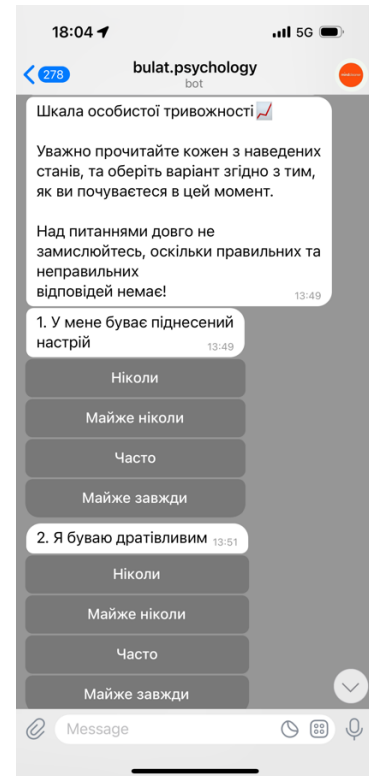 18:04
5G
278
bulat.psychology
bot
Шкала особистої тривожності📈
Уважно прочитайте кожен з наведених
станів, та оберіть варіант згідно з тим,
як ви почуваєтеся в цей момент.
Над питаннями довго не
замислюйтесь, оскільки правильних та
неправильних
відповідей немає!
13:49
1. У мене буває піднесений
настрій
13:49
Ніколи
Майже ніколи
Часто
Майже завжди
2. Я буваю дратівливим
13:51
Ніколи
Майже ніколи
Часто
Майже завжди
Message